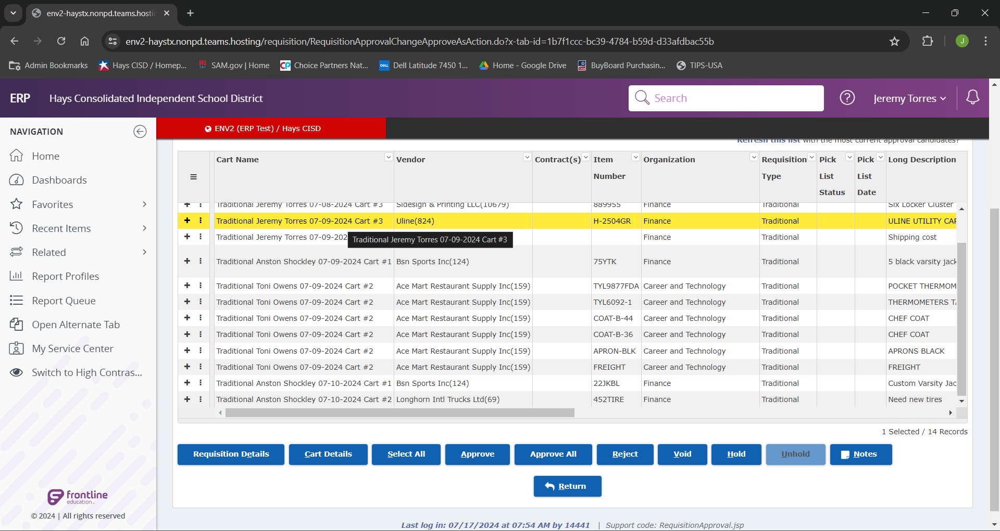 env2-haystx.nonpd.teams.hosti
env2-haystx.nonpd.teams.hosting/requisition/RequisitionApprovalChangeApproveAsAction.do?x-tab-id=1b7f1ccc-bc39-4784-b59d-d33afdbac55b
J
Admin Bookmarks Hays CISD / Homep... SAM.gov | Home Choice Partners Nat... Dell Latitude 7450 1... Home - Google Drive BuyBoard Purchasin... TIPS-USA
ERP Hays Consolidated Independent School District Search Jeremy Torres
NAVIGATION
ENV2 (ERP Test) / Hays CISD
Refresh this list with the most current approval candidates?
Home
Dashboards
Favorites
Recent Items
Related
Report Profiles
Report Queue
Open Alternate Tab
My Service Center
Switch to High Contras...
frontline
education
© 2024 | All rights reserved
Cart Name Vendor Contract(s) Item Number Organization Requisition Type Pick List Status Pick List Date Long Description
Traditional Jeremy Torres 07-08-2024 Cart #3 Sidesign & Printing LLC(10679) 889955 Finance Traditional Six Locker Cluster
Traditional Jeremy Torres 07-09-2024 Cart #3 Uline(824) H-2504GR Finance Traditional ULINE UTILITY CAR
Traditional Jeremy Torres 07-09-202 Finance Traditional Shipping cost
Traditional Jeremy Torres 07-09-2024 Cart #3
Traditional Anston Shockley 07-09-2024 Cart #1 Bsn Sports Inc(124) 75YTK Finance Traditional 5 black varsity jack
Traditional Toni Owens 07-09-2024 Cart #2 Ace Mart Restaurant Supply Inc(159) TYL9877FDA Career and Technology Traditional POCKET THERMOM
Traditional Toni Owens 07-09-2024 Cart #2 Ace Mart Restaurant Supply Inc(159) TYL6092-1 Career and Technology Traditional THERMOMETERS TA
Traditional Toni Owens 07-09-2024 Cart #2 Ace Mart Restaurant Supply Inc(159) COAT-B-44 Career and Technology Traditional CHEF COAT
Traditional Toni Owens 07-09-2024 Cart #2 Ace Mart Restaurant Supply Inc(159) COAT-B-36 Career and Technology Traditional CHEF COAT
Traditional Toni Owens 07-09-2024 Cart #2 Ace Mart Restaurant Supply Inc(159) APRON-BLK Career and Technology Traditional APRONS BLACK
Traditional Toni Owens 07-09-2024 Cart #2 Ace Mart Restaurant Supply Inc(159) FREIGHT Career and Technology Traditional FREIGHT
Traditional Anston Shockley 07-10-2024 Cart #1 Bsn Sports Inc(124) 22JKBL Finance Traditional Custom Varsity Jac
Traditional Anston Shockley 07-10-2024 Cart #2 Longhorn Intl Trucks Ltd(69) 452TIRE Finance Traditional Need new tires
1 Selected / 14 Records
Requisition Details Cart Details Select All Approve Approve All Reject Void Hold Unhold Notes
Return
Last log in: 07/17/2024 at 07:54 AM by 14441 | Support code: RequisitionApproval.jsp